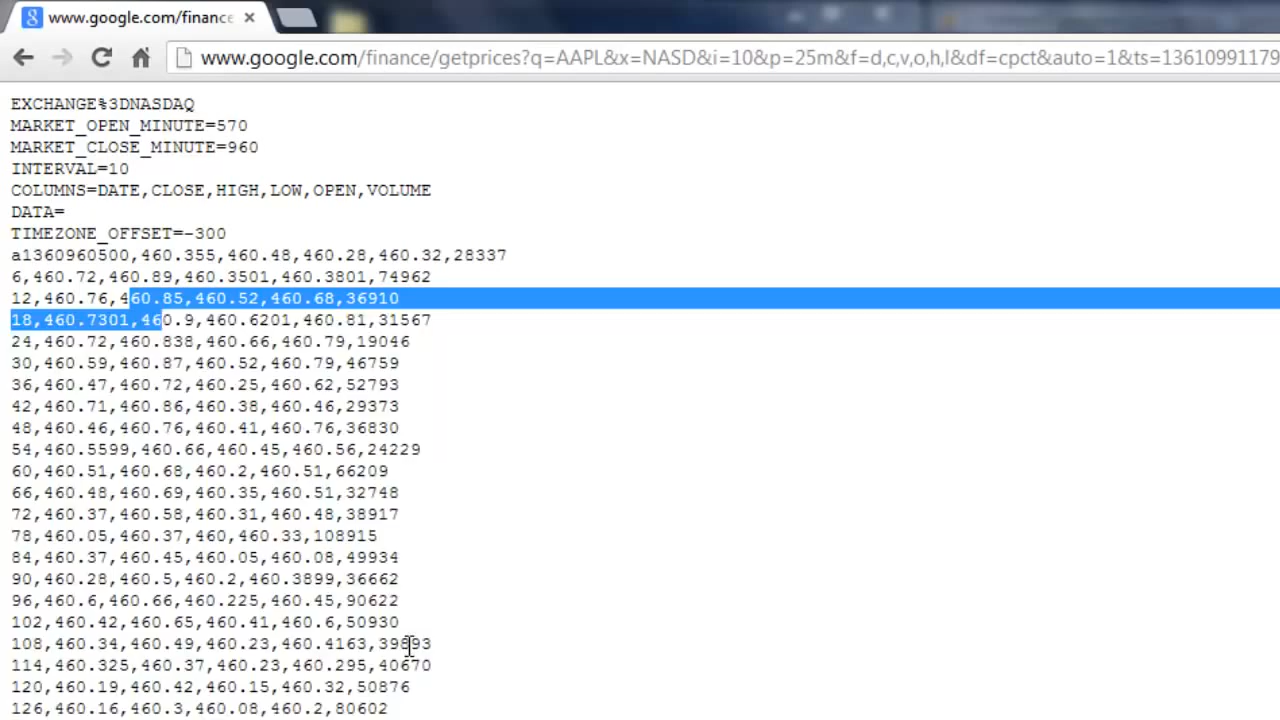 www.google.com/finance
www.google.com/finance/getprices?q=AAPL&x=NASD&i=10&p=25m&f=d,c,v,o,h,l&df=cpct&auto=1&ts=13610991179
EXCHANGE%3DNASDAQ
MARKET_OPEN_MINUTE=570
MARKET_CLOSE_MINUTE=960
INTERVAL=10
COLUMNS=DATE,CLOSE,HIGH,LOW,OPEN,VOLUME
DATA=
TIMEZONE_OFFSET=-300
a1360960500,460.355,460.48,460.28,460.32,28337
6,460.72,460.89,460.3501,460.3801,74962
12,460.76,460.85,460.52,460.68,36910
18,460.7301,460.9,460.6201,460.81,31567
24,460.72,460.838,460.66,460.79,19046
30,460.59,460.87,460.52,460.79,46759
36,460.47,460.72,460.25,460.62,52793
42,460.71,460.86,460.38,460.46,29373
48,460.46,460.76,460.41,460.76,36830
54,460.5599,460.66,460.45,460.56,24229
60,460.51,460.68,460.2,460.51,66209
66,460.48,460.69,460.35,460.51,32748
72,460.37,460.58,460.31,460.48,38917
78,460.05,460.37,460,460.33,108915
84,460.37,460.45,460.05,460.08,49934
90,460.28,460.5,460.2,460.3899,36662
96,460.6,460.66,460.225,460.45,90622
102,460.42,460.65,460.41,460.6,50930
108,460.34,460.49,460.23,460.4163,39893
114,460.325,460.37,460.23,460.295,40670
120,460.19,460.42,460.15,460.32,50876
126,460.16,460.3,460.08,460.2,80602